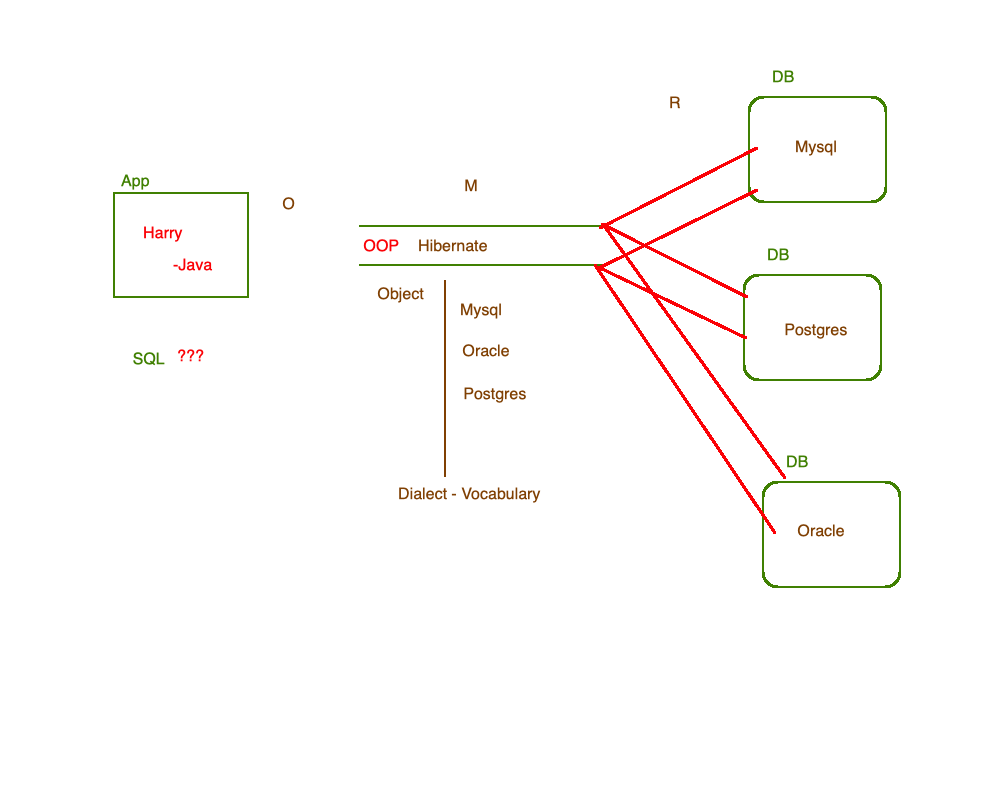 DB
R
Mysql
App
M
O
Harry
-Java
OOP Hibernate
DB
Object
Mysql
Postgres
SQL ???
Oracle
Postgres
DB
Dialect - Vocabulary
Oracle